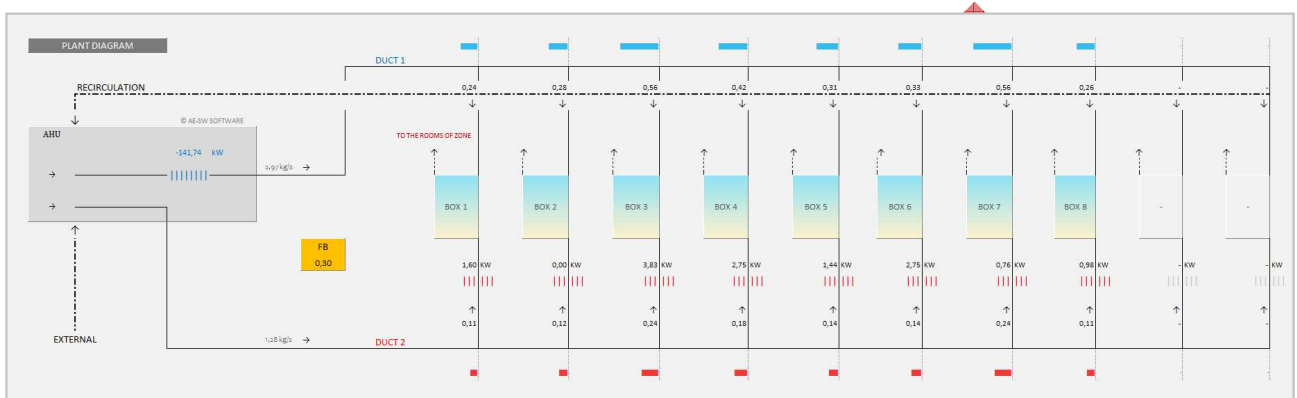 PLANT DIAGRAM
DUCT 1
RECIRCULATION
0,24 0,28 0,56 0,42 0,31 0,33 0,56 0,26 - -
© AE-SW SOFTWARE
AHU
TO THE ROOMS OF ZONE
-141,74 kW
2,97 kg/s
BOX 1 BOX 2 BOX 3 BOX 4 BOX 5 BOX 6 BOX 7 BOX 8 - -
FB
0,30
1,60 KW 0,00 KW 3,83 KW 2,75 KW 1,44 KW 2,75 KW 0,76 KW 0,98 KW - KW - KW
0,11 0,12 0,24 0,18 0,14 0,14 0,24 0,11 - -
EXTERNAL
1,28 kg/s
DUCT 2